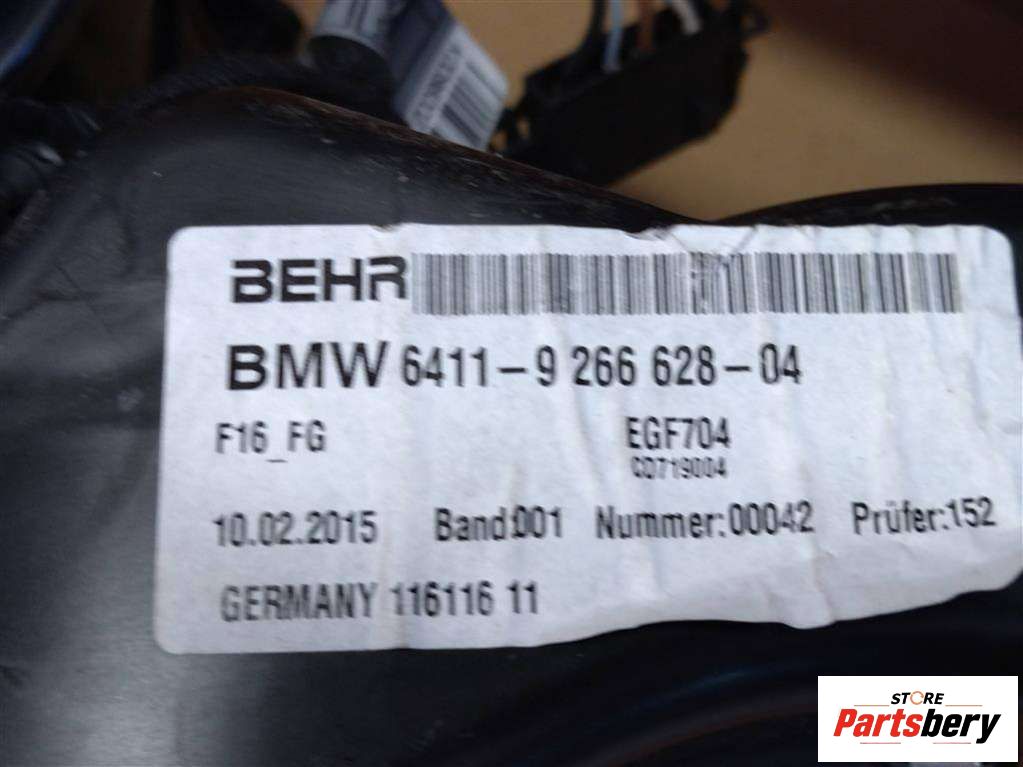 BEHR
BMW 6411-9 266 628-04
F16_FG EGF704
CD719004
10.02.2015 Band:001 Nummer:00042 Prüfer:152
GERMANY 116116 11
STORE
Partsbery